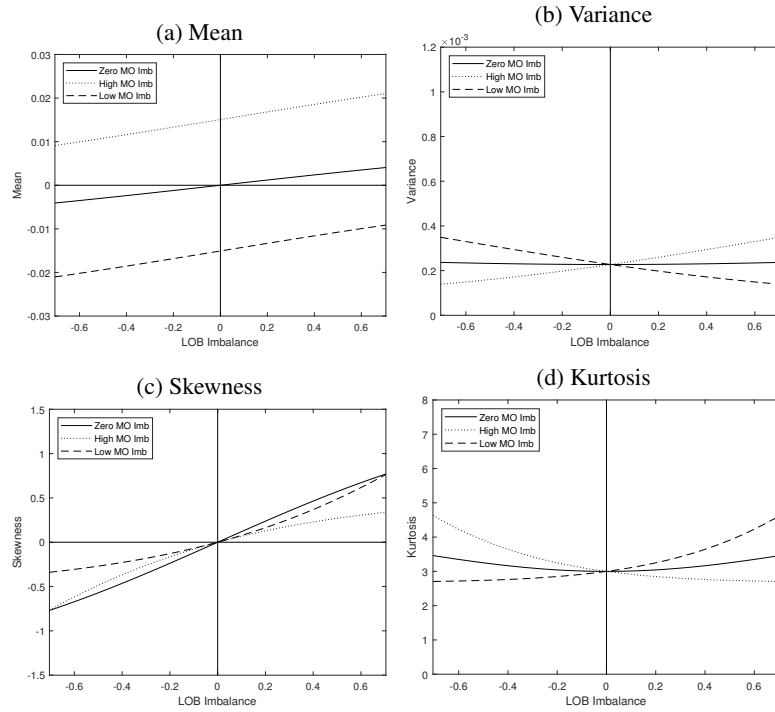 (a) Mean
0.03
0.02
0.01
0
-0.01
-0.02
-0.03
Mean
Zero MO Imb
High MO Imb
Low MO Imb
-0.6 -0.4 -0.2 0 0.2 0.4 0.6
LOB Imbalance
(b) Variance
×10⁻³
1.2
1
0.8
0.6
0.4
0.2
0
Variance
Zero MO Imb
High MO Imb
Low MO Imb
-0.6 -0.4 -0.2 0 0.2 0.4 0.6
LOB Imbalance
(c) Skewness
1.5
1
0.5
0
-0.5
-1
-1.5
Skewness
Zero MO Imb
High MO Imb
Low MO Imb
-0.6 -0.4 -0.2 0 0.2 0.4 0.6
LOB Imbalance
(d) Kurtosis
8
7
6
5
4
3
2
1
0
Kurtosis
Zero MO Imb
High MO Imb
Low MO Imb
-0.6 -0.4 -0.2 0 0.2 0.4 0.6
LOB Imbalance